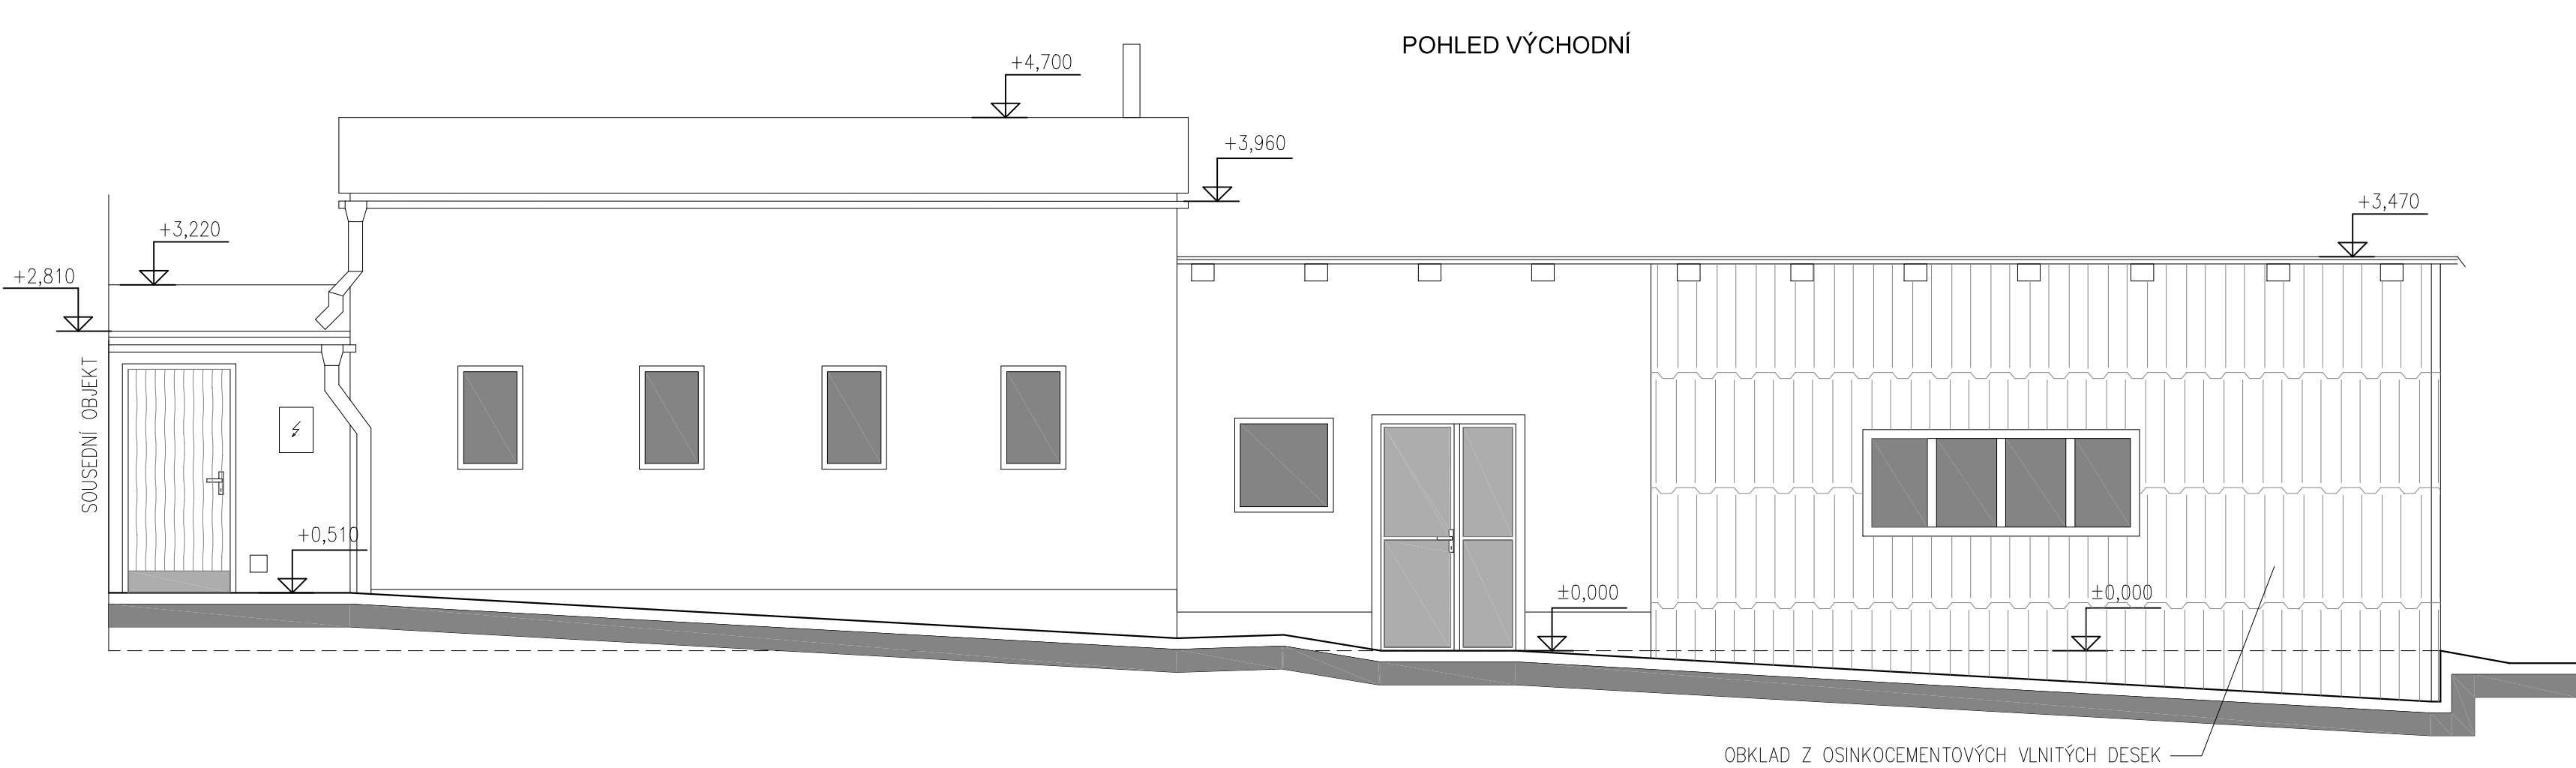 POHLED VÝCHODNÍ
+4,700
+3,960
+3,470
+3,220
+2,810
SOUSEDNÍ OBJEKT
+0,510
±0,000
±0,000
OBKLAD Z OSINKOCEMENTOVÝCH VLNITÝCH DESEK